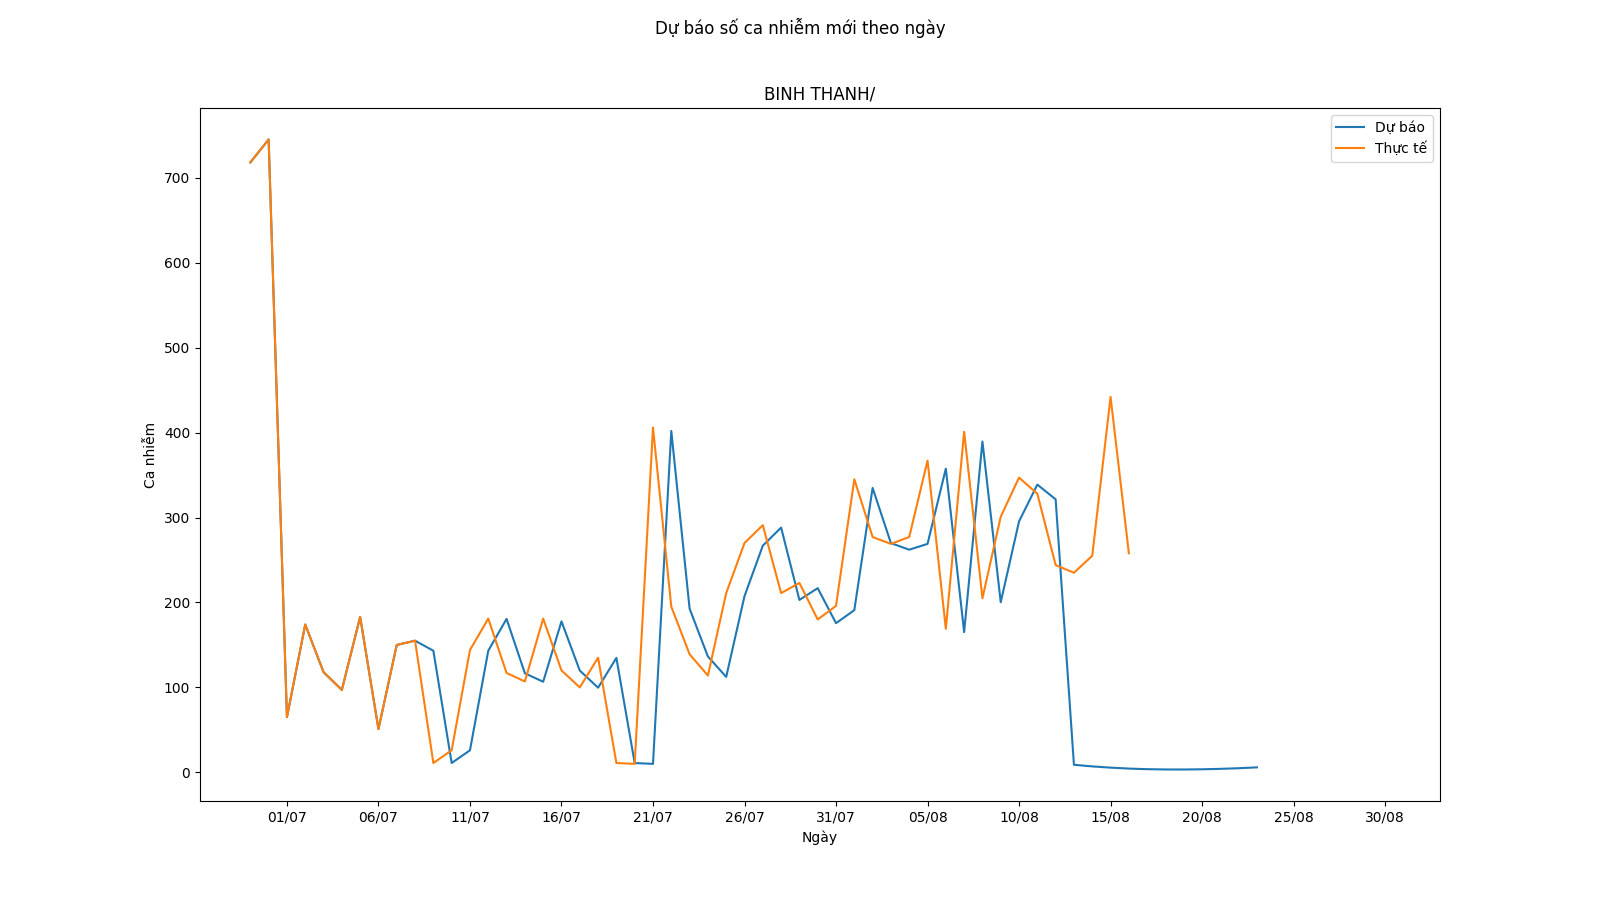 Dự báo số ca nhiễm mới theo ngày
BINH THANH/
Dự báo
Thực tế
700
600
500
400
300
200
100
0
Ca nhiễm
01/07 06/07 11/07 16/07 21/07 26/07 31/07 05/08 10/08 15/08 20/08 25/08 30/08
Ngày